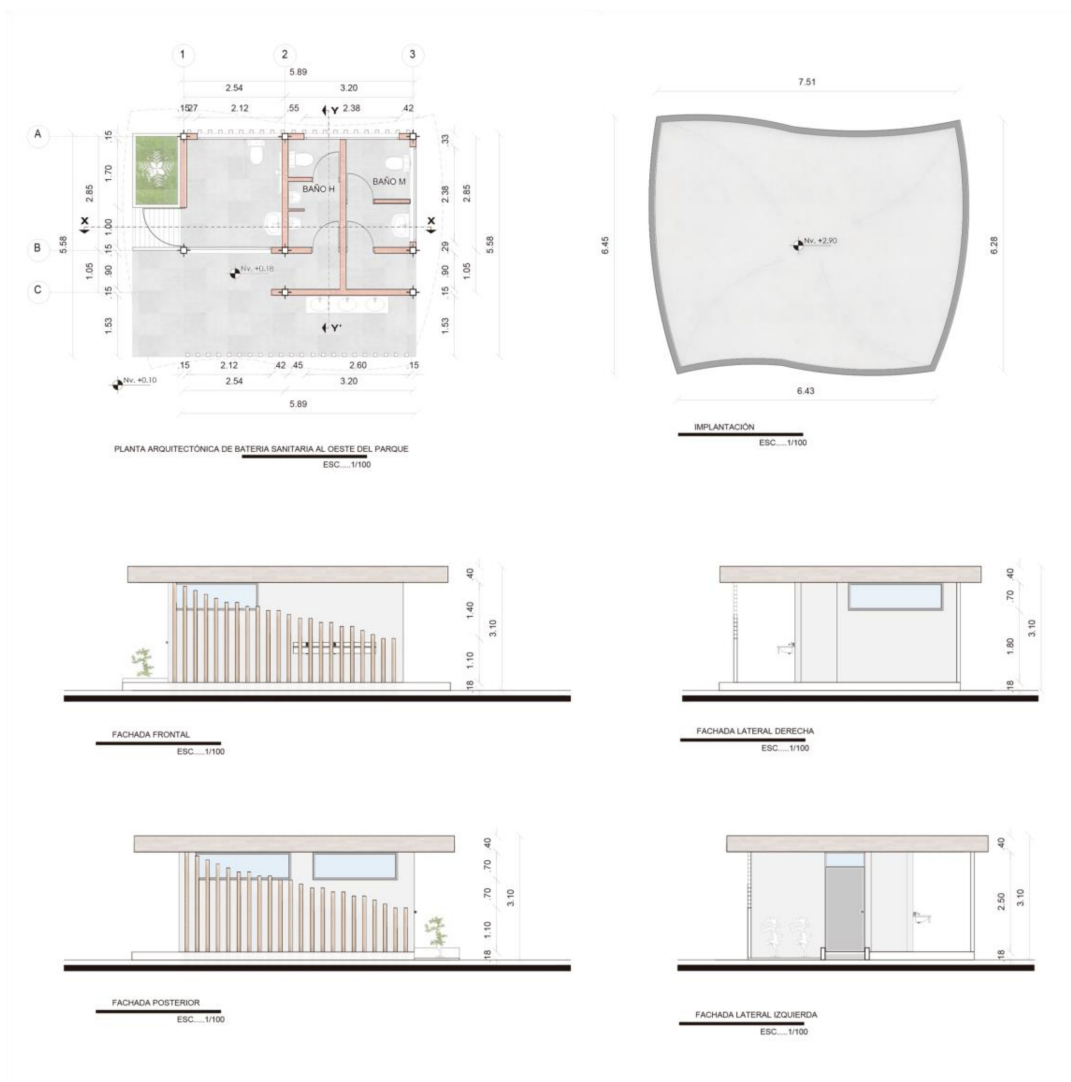 1 2 3
5.89
2.54 3.20
.15 .27 2.12 .55 Y 2.38 .42
A
B
C
.15
1.70
1.00
.15
.90
.15
1.53
2.85
1.05
5.58
X
X
BAÑO H
BAÑO M
Nv. +0.18
.33
2.38
.29
.90
.15
1.53
2.85
1.05
5.58
Y'
.15 2.12 .42 .45 2.60 .15
2.54 3.20
5.89
Nv. +0.10
PLANTA ARQUITECTÓNICA DE BATERIA SANITARIA AL OESTE DEL PARQUE
ESC.....1/100
7.51
6.45
Nv. +2.90
6.28
6.43
IMPLANTACIÓN
ESC.....1/100
.40
1.40
1.10
.18
3.10
FACHADA FRONTAL
ESC.....1/100
.40
.70
1.80
.18
3.10
FACHADA LATERAL DERECHA
ESC.....1/100
.40
.70
.70
1.10
.18
3.10
FACHADA POSTERIOR
ESC.....1/100
.40
2.50
.18
3.10
FACHADA LATERAL IZQUIERDA
ESC.....1/100